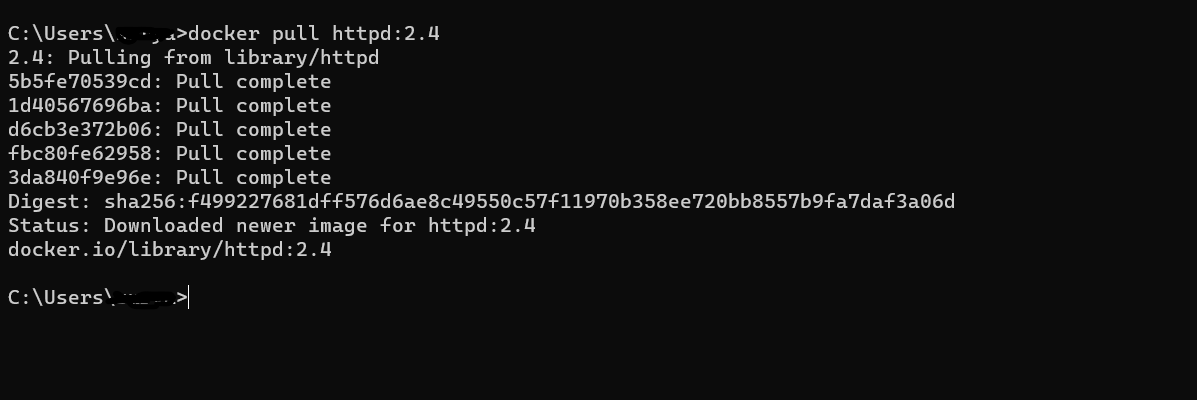 C:\Users\>docker pull httpd:2.4
2.4: Pulling from library/httpd
5b5fe70539cd: Pull complete
1d40567696ba: Pull complete
d6cb3e372b06: Pull complete
fbc80fe62958: Pull complete
3da840f9e96e: Pull complete
Digest: sha256:f499227681dff576d6ae8c49550c57f11970b358ee720bb8557b9fa7daf3a06d
Status: Downloaded newer image for httpd:2.4
docker.io/library/httpd:2.4
C:\Users\>